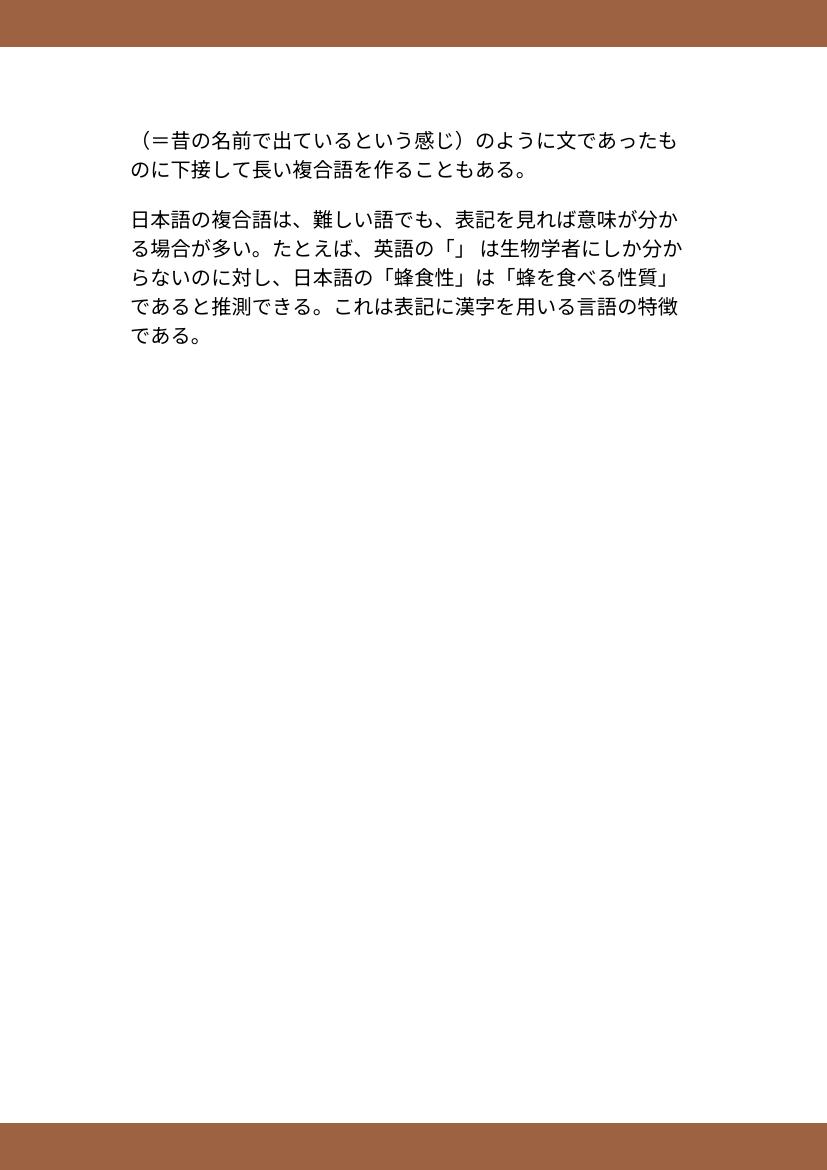 （＝昔の名前で出ているという感じ）のように文であったも
のに下接して長い複合語を作ることもある。
日本語の複合語は、難しい語でも、表記を見れば意味が分か
る場合が多い。たとえば、英語の「」 は生物学者にしか分か
らないのに対し、日本語の「蜂食性」は「蜂を食べる性質」
であると推測できる。これは表記に漢字を用いる言語の特徴
である。